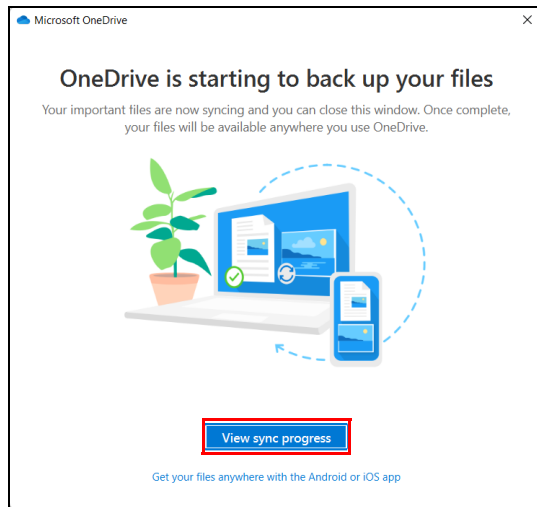 Microsoft OneDrive
OneDrive is starting to back up your files
Your important files are now syncing and you can close this window. Once complete,
your files will be available anywhere you use OneDrive.
View sync progress
Get your files anywhere with the Android or iOS app